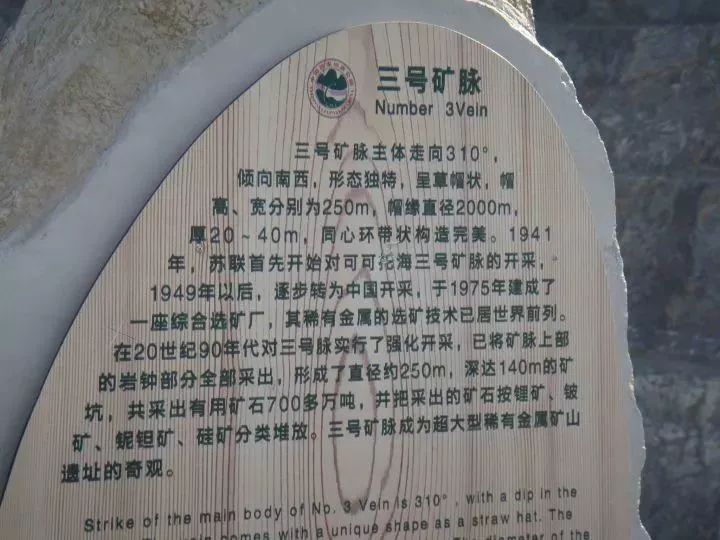 三号矿脉
Number 3Vein
三号矿脉主体走向310°，
倾向南西，形态独特，呈草帽状，帽
高、宽分别为250m，帽缘直径2000m，
厚20～40m，同心环带状构造完美。1941
年，苏联首先开始对可可托海三号矿脉的开采，
1949年以后，逐步转为中国开采，于1975年建成了
一座综合选矿厂，其稀有金属的选矿技术已居世界前列。
在20世纪90年代对三号脉实行了强化开采，已将矿脉上部
的岩钟部分全部采出，形成了直径约250m，深达140m的矿
坑，共采出有用矿石700多万吨，并把采出的矿石按锂矿、铍
矿、铌钽矿、硅矿分类堆放。三号矿脉成为超大型稀有金属矿山
遗址的奇观。
Strike of the main body of No. 3 Vein is 310°, with a dip in the
comes with a unique shape as a straw hat. The
diameter of the